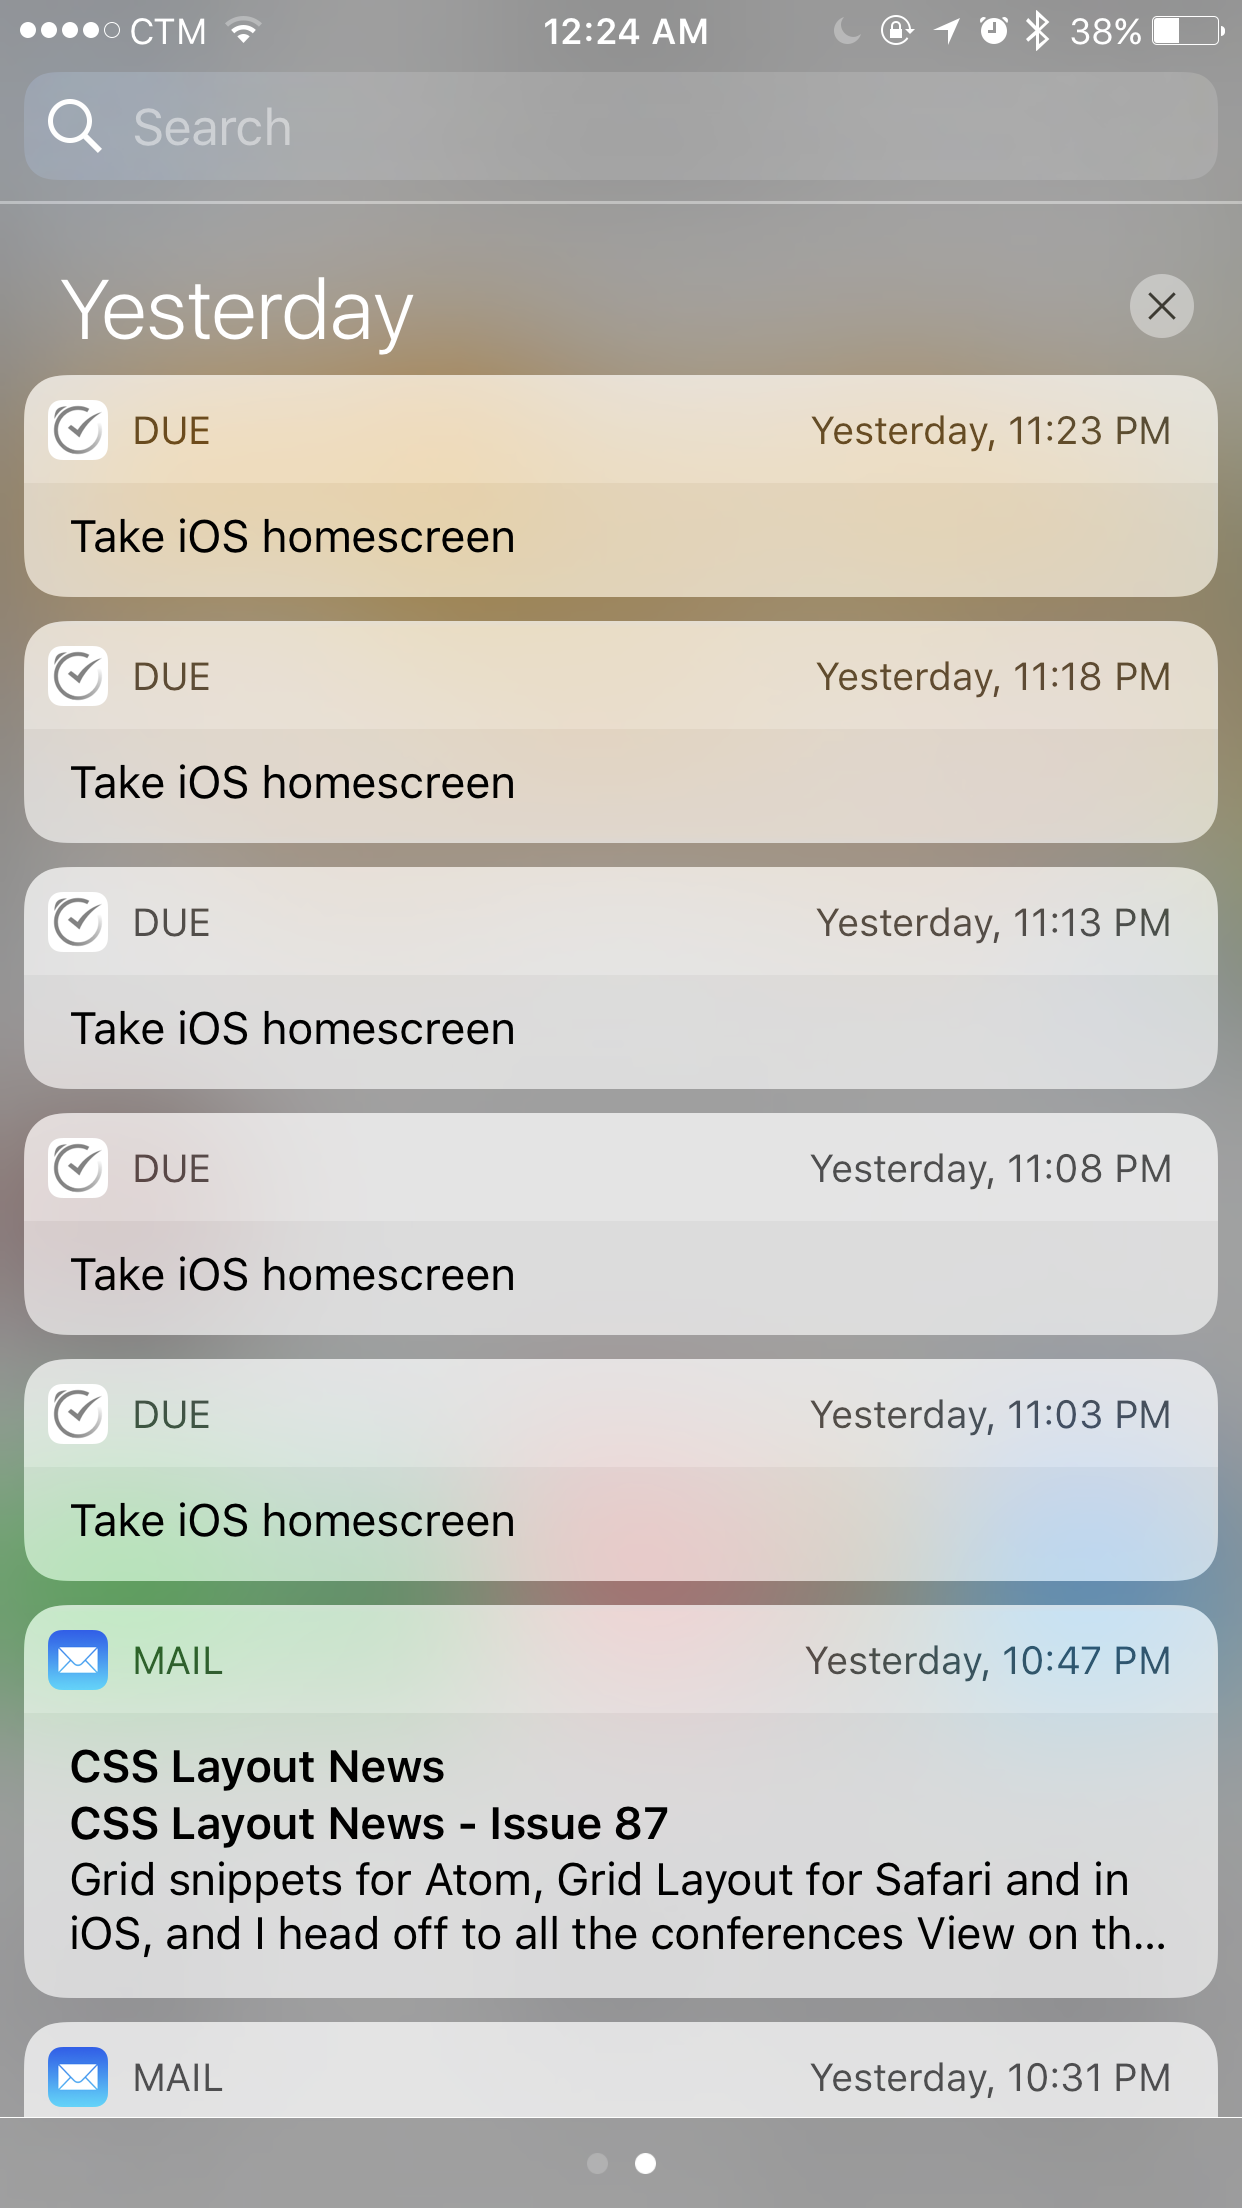 CTM 12:24 AM 38%
Search
Yesterday
DUE Yesterday, 11:23 PM
Take iOS homescreen
DUE Yesterday, 11:18 PM
Take iOS homescreen
DUE Yesterday, 11:13 PM
Take iOS homescreen
DUE Yesterday, 11:08 PM
Take iOS homescreen
DUE Yesterday, 11:03 PM
Take iOS homescreen
MAIL Yesterday, 10:47 PM
CSS Layout News
CSS Layout News - Issue 87
Grid snippets for Atom, Grid Layout for Safari and in
iOS, and I head off to all the conferences View on th...
MAIL Yesterday, 10:31 PM